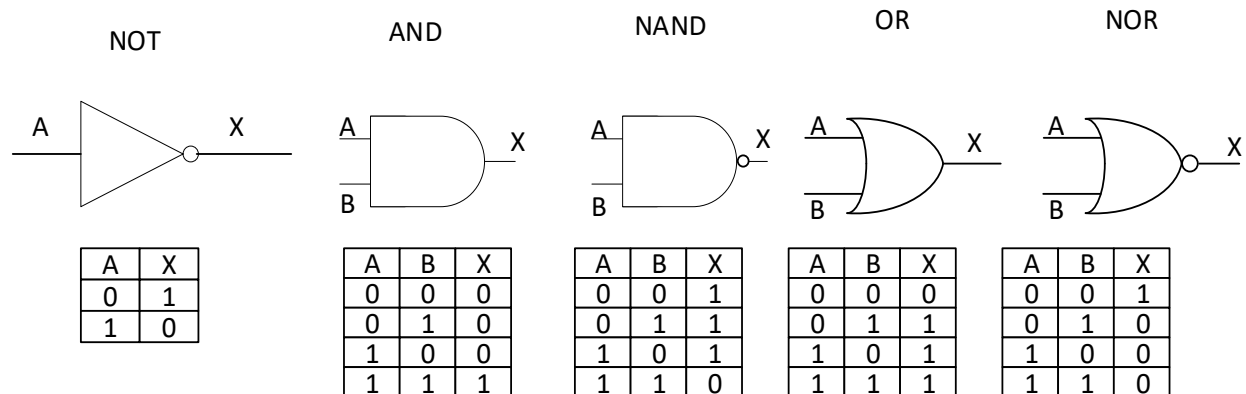 NOT AND NAND OR NOR
A X
A B X
A B X
A B X
A B X
A X
0 1
1 0
A B X
0 0 0
0 1 0
1 0 0
1 1 1
A B X
0 0 1
0 1 1
1 0 1
1 1 0
A B X
0 0 0
0 1 1
1 0 1
1 1 1
A B X
0 0 1
0 1 0
1 0 0
1 1 0